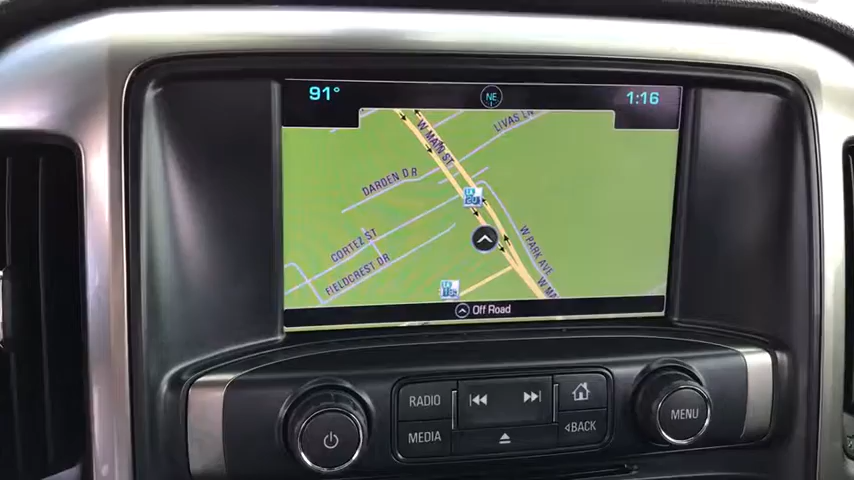 91°
NE
1:16
W MAIN ST
LIVAS LN
DARDEN DR
CORTEZ ST
FIELDCREST DR
W PARK AVE
W MA
Off Road
RADIO
MEDIA
BACK
MENU